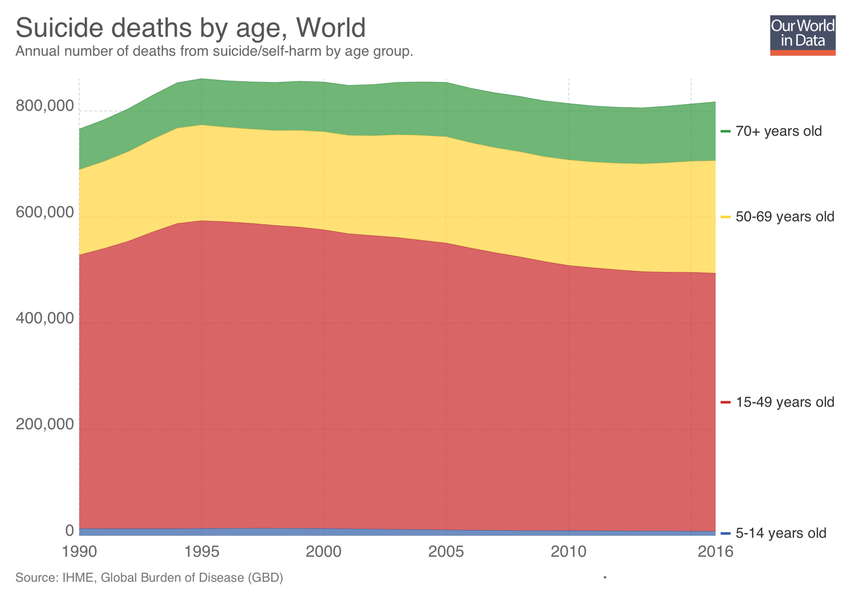 Suicide deaths by age, World
Annual number of deaths from suicide/self-harm by age group.
Our World
in Data
800,000
600,000
400,000
200,000
0
70+ years old
50-69 years old
15-49 years old
5-14 years old
1990 1995 2000 2005 2010 2016
Source: IHME, Global Burden of Disease (GBD)